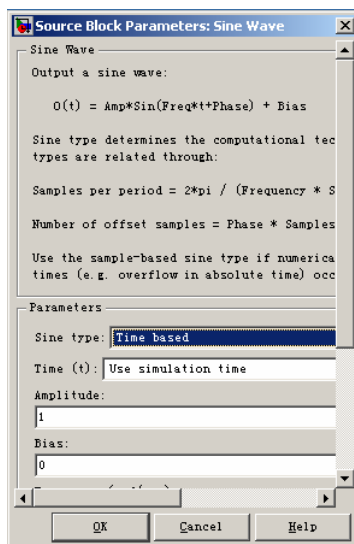 Source Block Parameters: Sine Wave
Sine Wave
Output a sine wave:
O(t) = Amp*Sin(Freq*t+Phase) + Bias
Sine type determines the computational tec
types are related through:
Samples per period = 2*pi / (Frequency * S
Number of offset samples = Phase * Samples
Use the sample-based sine type if numerica
times (e.g. overflow in absolute time) occ
Parameters
Sine type: Time based
Time (t): Use simulation time
Amplitude:
1
Bias:
0
OK Cancel Help